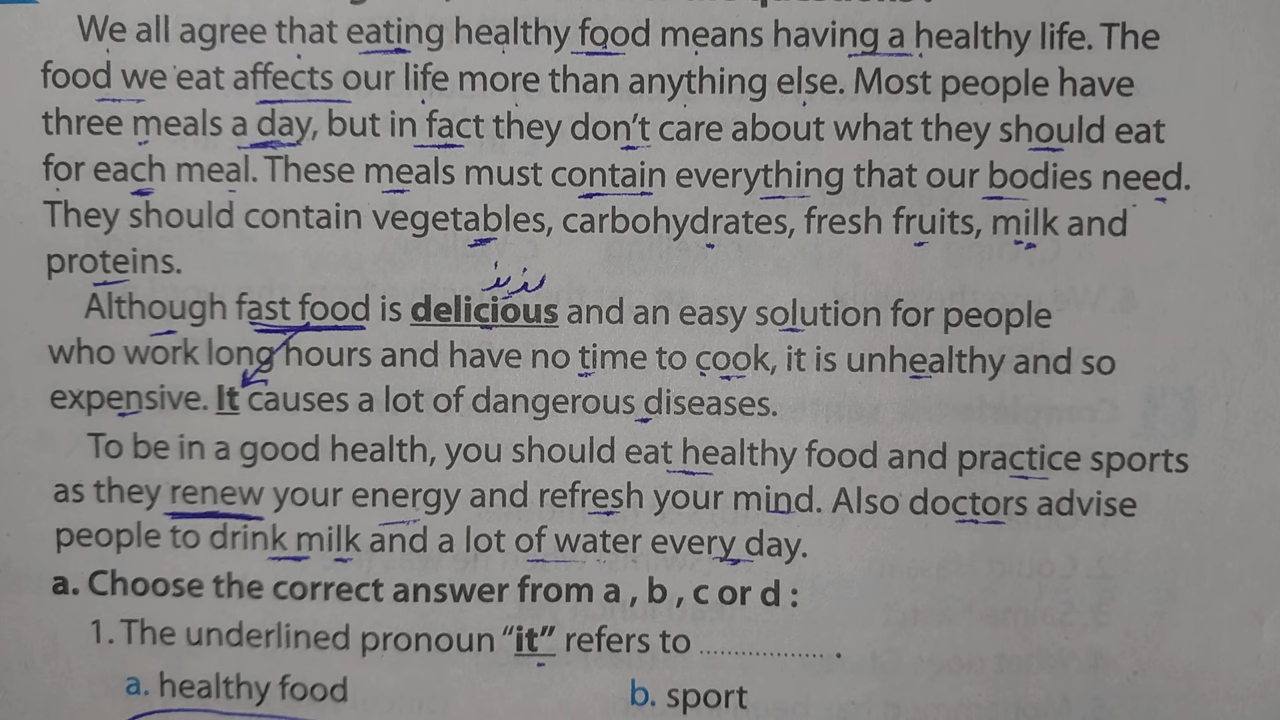 We all agree that eating healthy food means having a healthy life. The
food we eat affects our life more than anything else. Most people have
three meals a day, but in fact they don't care about what they should eat
for each meal. These meals must contain everything that our bodies need.
They should contain vegetables, carbohydrates, fresh fruits, milk and
proteins.
لذيذ
Although fast food is delicious and an easy solution for people
who work long hours and have no time to cook, it is unhealthy and so
expensive. It causes a lot of dangerous diseases.
To be in a good health, you should eat healthy food and practice sports
as they renew your energy and refresh your mind. Also doctors advise
people to drink milk and a lot of water every day.
a. Choose the correct answer from a , b , c or d :
1. The underlined pronoun “it” refers to .................. .
a. healthy food b. sport